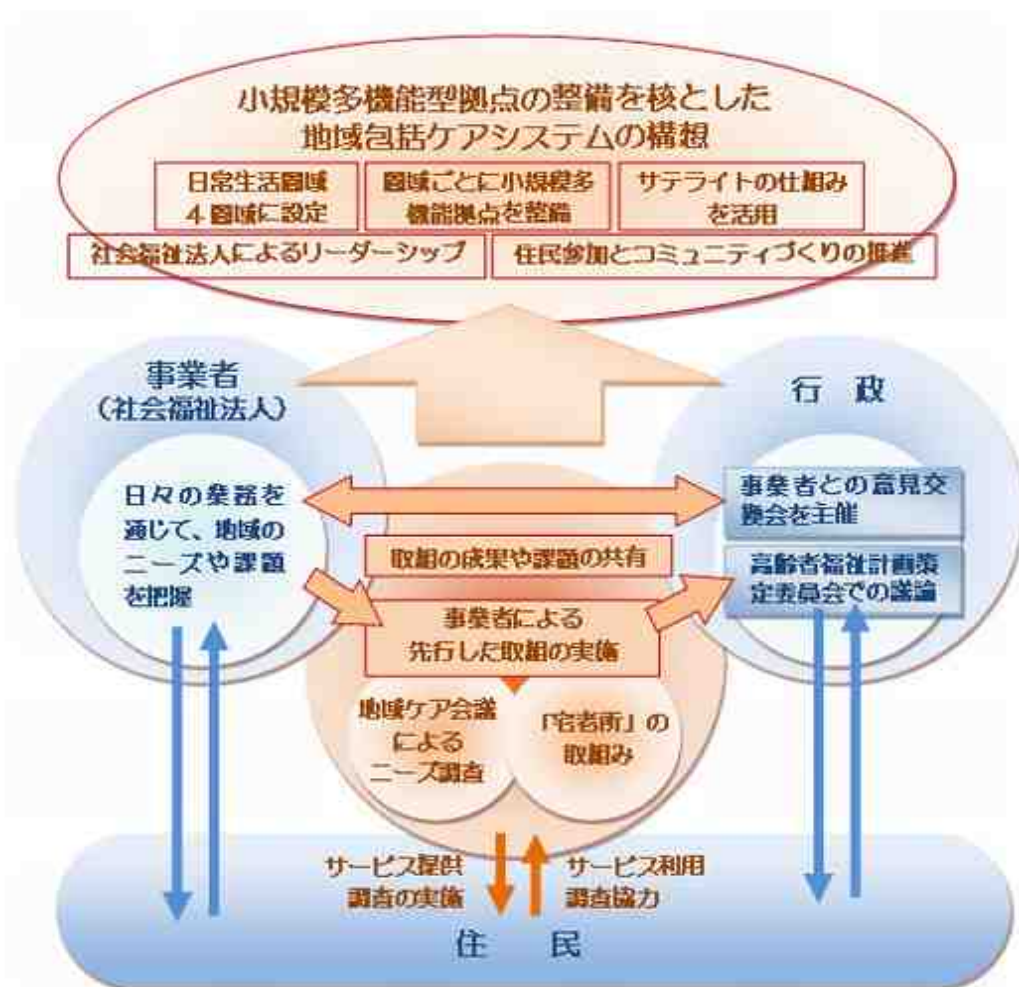 小規模多機能型拠点の整備を核とした
地域包括ケアシステムの構想
日常生活圏域
4圏域に設定
圏域ごとに小規模多
機能拠点を整備
サテライトの仕組み
を活用
社会福祉法人によるリーダーシップ
住民参加とコミュニティづくりの推進
事業者
(社会福祉法人)
行 政
日々の業務を
通じて、地域の
ニーズや課題
を把握
事業者との意見交
換会を主催
取組の成果や課題の共有
高齢者福祉計画策
定委員会での議論
事業者による
先行した取組の実施
地域ケア会議
による
ニーズ調査
「宅老所」の
取組み
サービス提供
調査の実施
サービス利用
調査協力
住 民